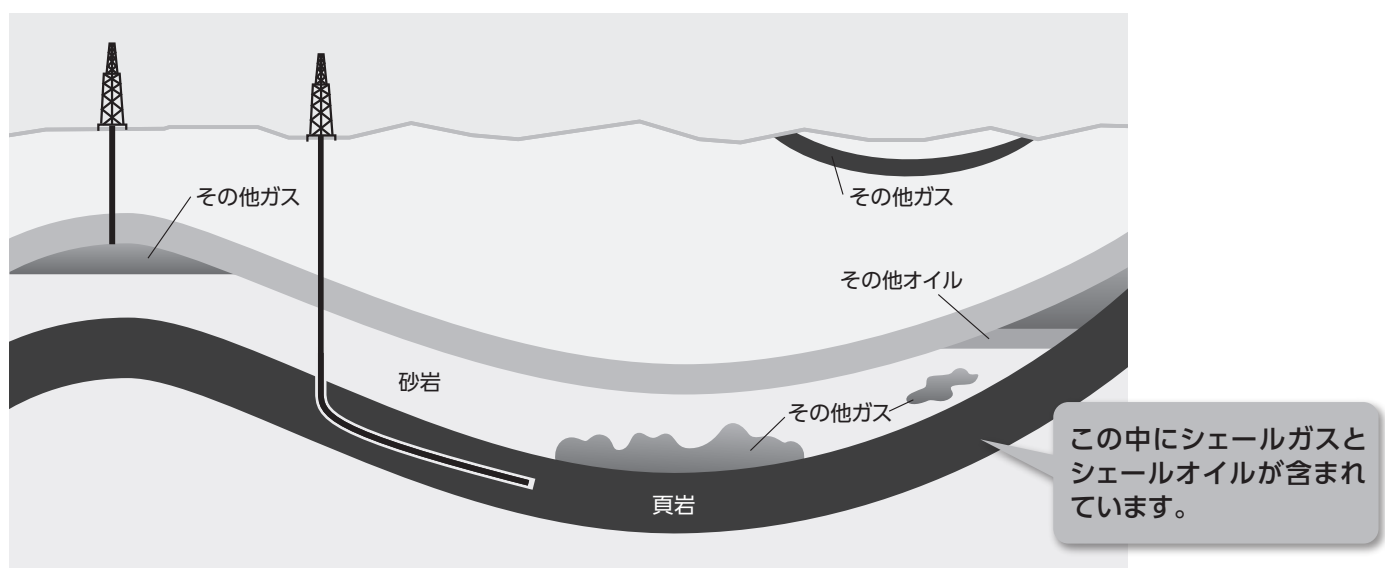 その他ガス
その他ガス
その他オイル
砂岩
その他ガス
この中にシェールガスと
シェールオイルが含まれ
ています。
頁岩